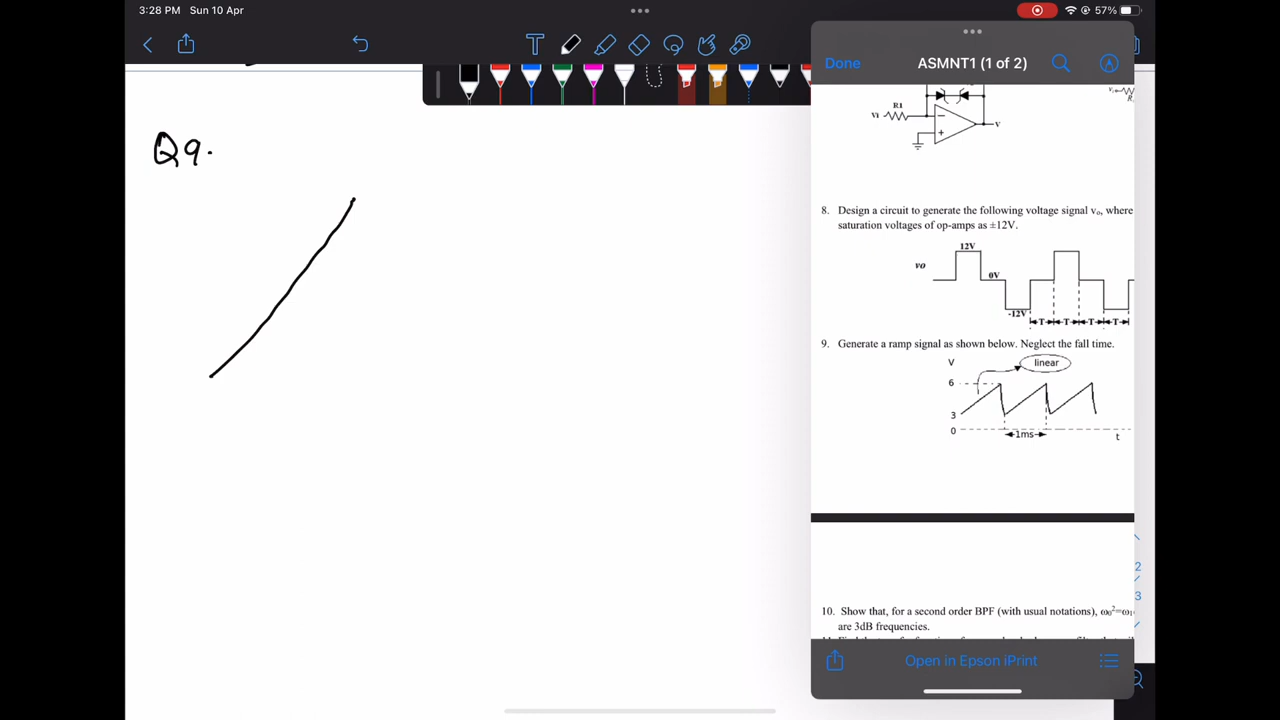 3:28 PM Sun 10 Apr
57%
T
Q9.
Done
ASMNT1 (1 of 2)
R1
Vi
V
8. Design a circuit to generate the following voltage signal vo, where
saturation voltages of op-amps as ±12V.
12V
vo
0V
-12V
T T T T
9. Generate a ramp signal as shown below. Neglect the fall time.
V
linear
6
3
0
1ms
t
2
3
10. Show that, for a second order BPF (with usual notations), ω₀²=ω₁
are 3dB frequencies.
Open in Epson iPrint